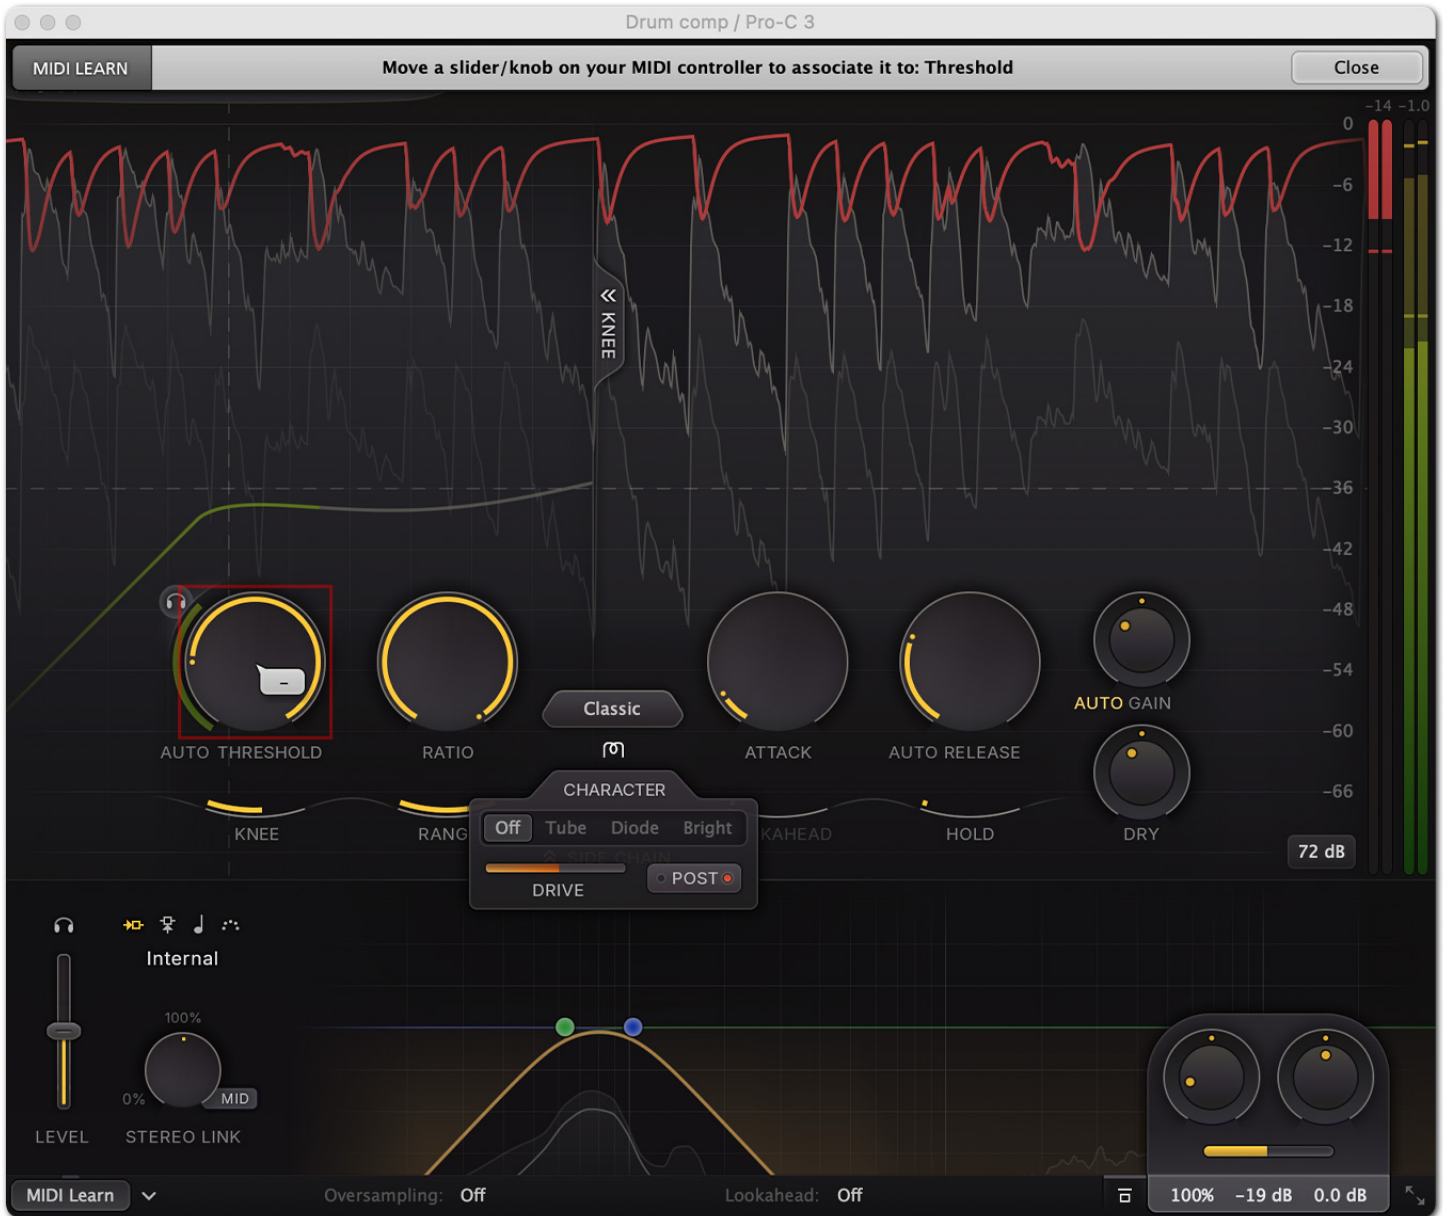 Drum comp / Pro-C 3
MIDI LEARN
Move a slider/knob on your MIDI controller to associate it to: Threshold
Close
-14 -1.0
0
-6
-12
-18
-24
-30
-36
-42
-48
-54
-60
-66
KNEE
–
AUTO THRESHOLD
RATIO
Classic
ATTACK
AUTO RELEASE
AUTO GAIN
KNEE
RANG
CHARACTER
Off Tube Diode Bright
KAHEAD
HOLD
DRY
SIDE CHAIN
DRIVE
POST
72 dB
Internal
100%
0%
MID
LEVEL
STEREO LINK
MIDI Learn
Oversampling: Off
Lookahead: Off
100% -19 dB 0.0 dB